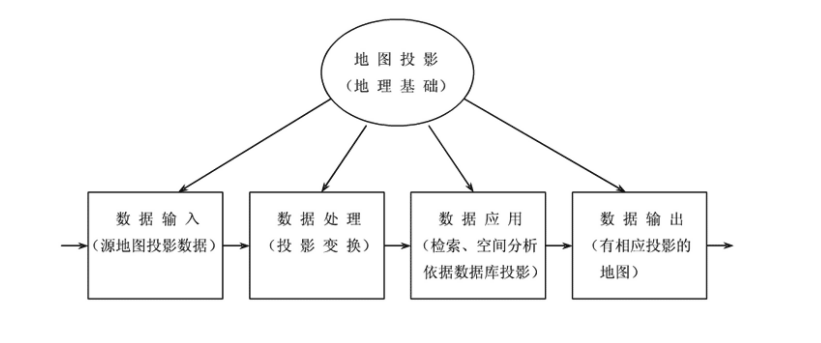 地图投影
（地理基础）
数据输入
（源地图投影数据）
数据处理
（投影变换）
数据应用
（检索、空间分析
依据数据库投影）
数据输出
（有相应投影的
地图）